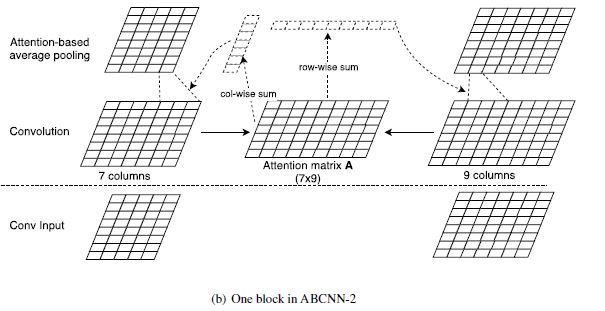 Attention-based
average pooling
col-wise sum
row-wise sum
Convolution
7 columns
Attention matrix A
(7x9)
9 columns
Conv Input
(b) One block in ABCNN-2